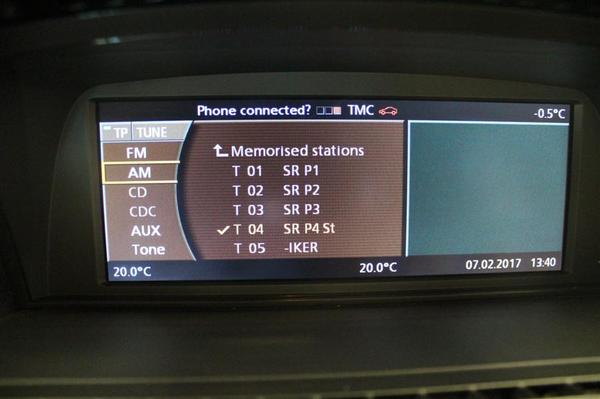 Phone connected? TMC -0.5°C
TP TUNE
FM
AM
CD
CDC
AUX
Tone
Memorised stations
T 01 SR P1
T 02 SR P2
T 03 SR P3
T 04 SR P4 St
T 05 -IKER
20.0°C 20.0°C 07.02.2017 13:40